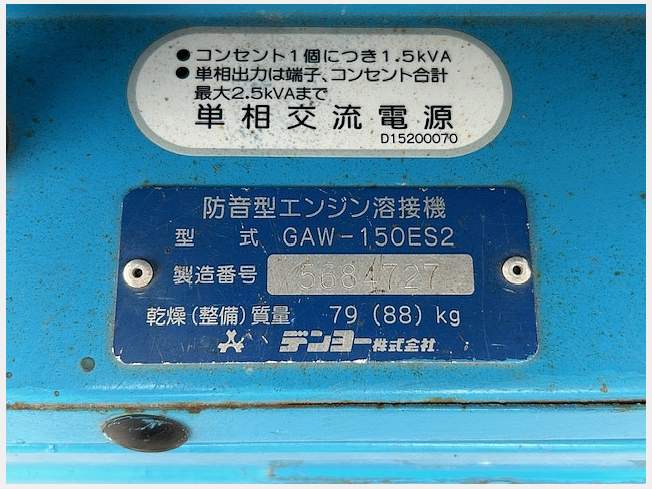 ●コンセント1個につき1.5kVA
●単相出力は端子、コンセント合計
最大2.5kVAまで
単相交流電源
D15200070
防音型エンジン溶接機
型 式 GAW-150ES2
製造番号 5684727
乾燥(整備)質量 79(88)kg
デンヨー株式会社